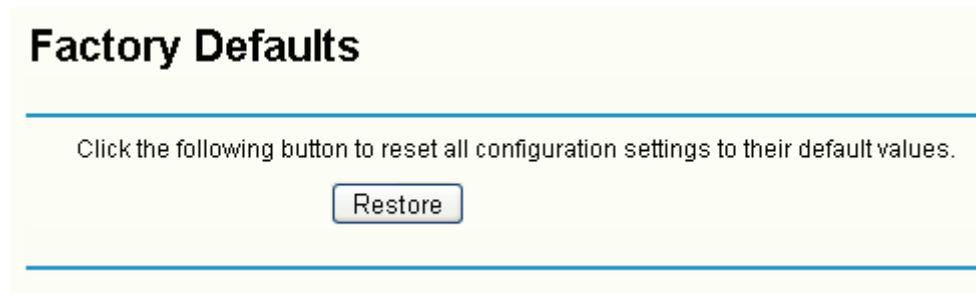 Factory Defaults
Click the following button to reset all configuration settings to their default values.
Restore